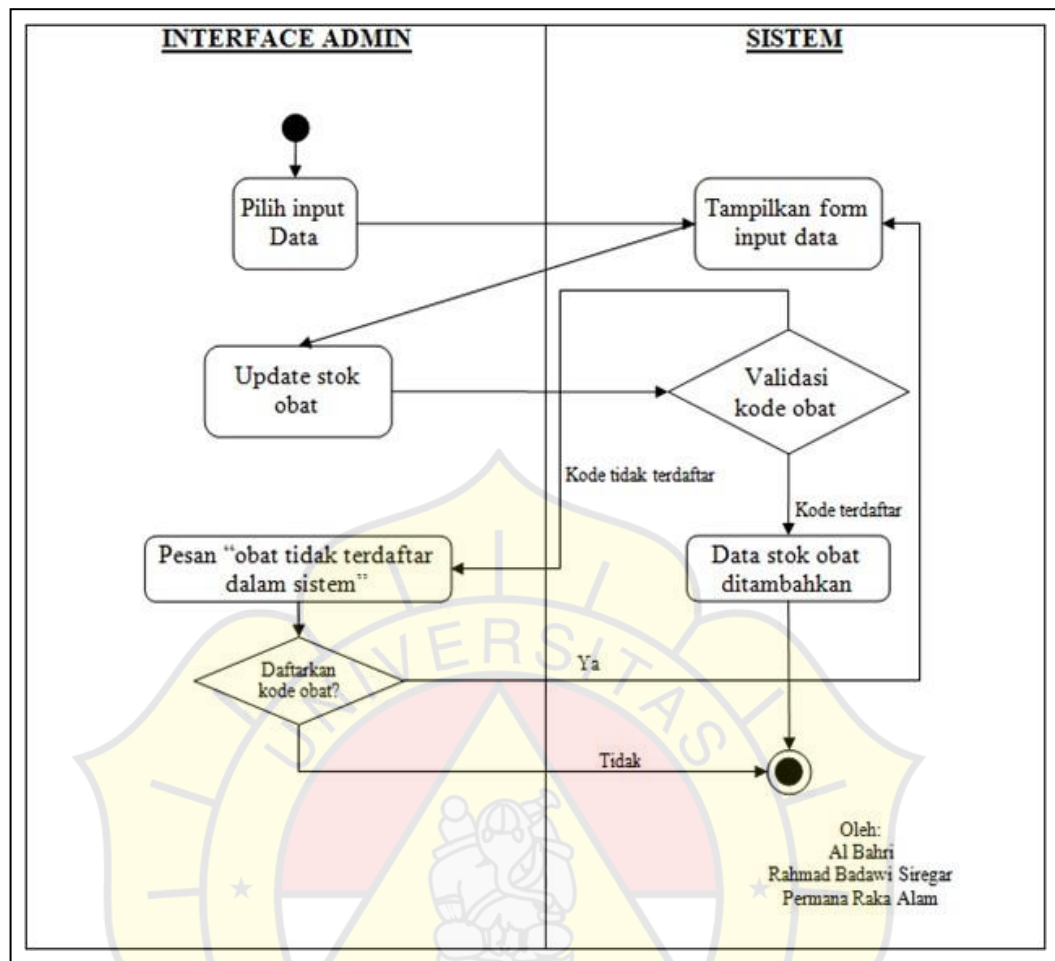 INTERFACE ADMIN
SISTEM
Pilih input
Data
Tampilkan form
input data
Update stok
obat
Validasi
kode obat
Kode tidak terdaftar
Kode terdaftar
Pesan “obat tidak terdaftar
dalam sistem”
Data stok obat
ditambahkan
Daftarkan
kode obat?
Ya
Tidak
UNIVERSITAS
Oleh:
Al Bahri
Rahmad Badawi Siregar
Permana Raka Alam